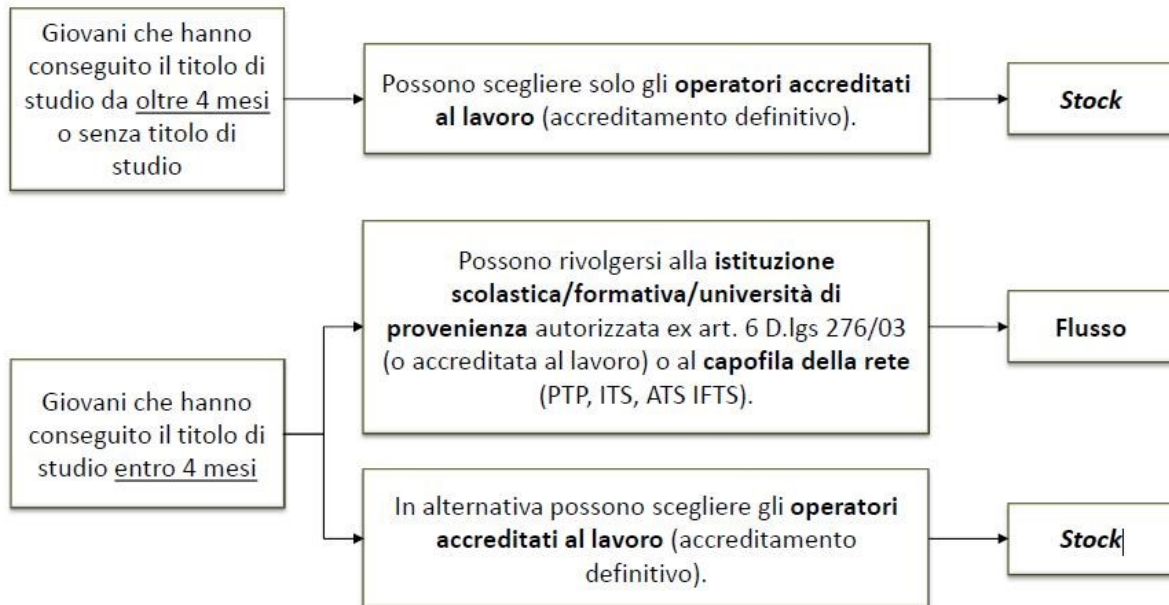 Giovani che hanno
conseguito il titolo di
studio da oltre 4 mesi
o senza titolo di
studio
Possono scegliere solo gli operatori accreditati
al lavoro (accreditamento definitivo).
Stock
Giovani che hanno
conseguito il titolo di
studio entro 4 mesi
Possono rivolgersi alla istituzione
scolastica/formativa/università di
provenienza autorizzata ex art. 6 D.lgs 276/03
(o accreditata al lavoro) o al capofila della rete
(PTP, ITS, ATS IFTS).
Flusso
In alternativa possono scegliere gli operatori
accreditati al lavoro (accreditamento
definitivo).
Stock